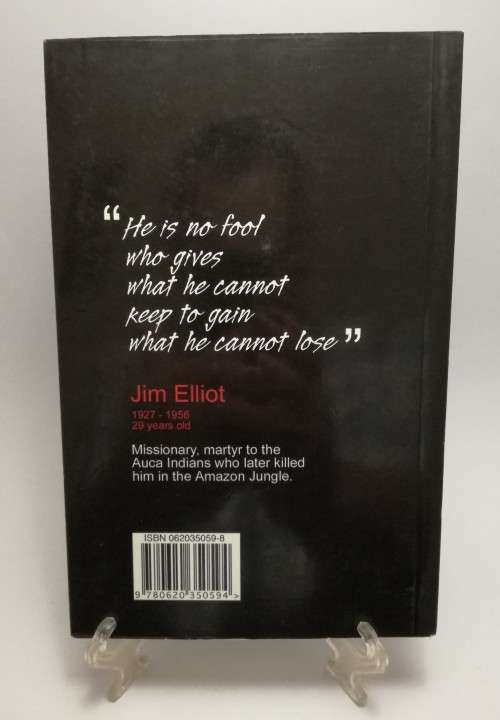 “He is no fool
who gives
what he cannot
keep to gain
what he cannot lose”
Jim Elliot
1927 - 1956
29 years old
Missionary, martyr to the
Auca Indians who later killed
him in the Amazon Jungle.
ISBN 062035059-8
9 780620 350594 >